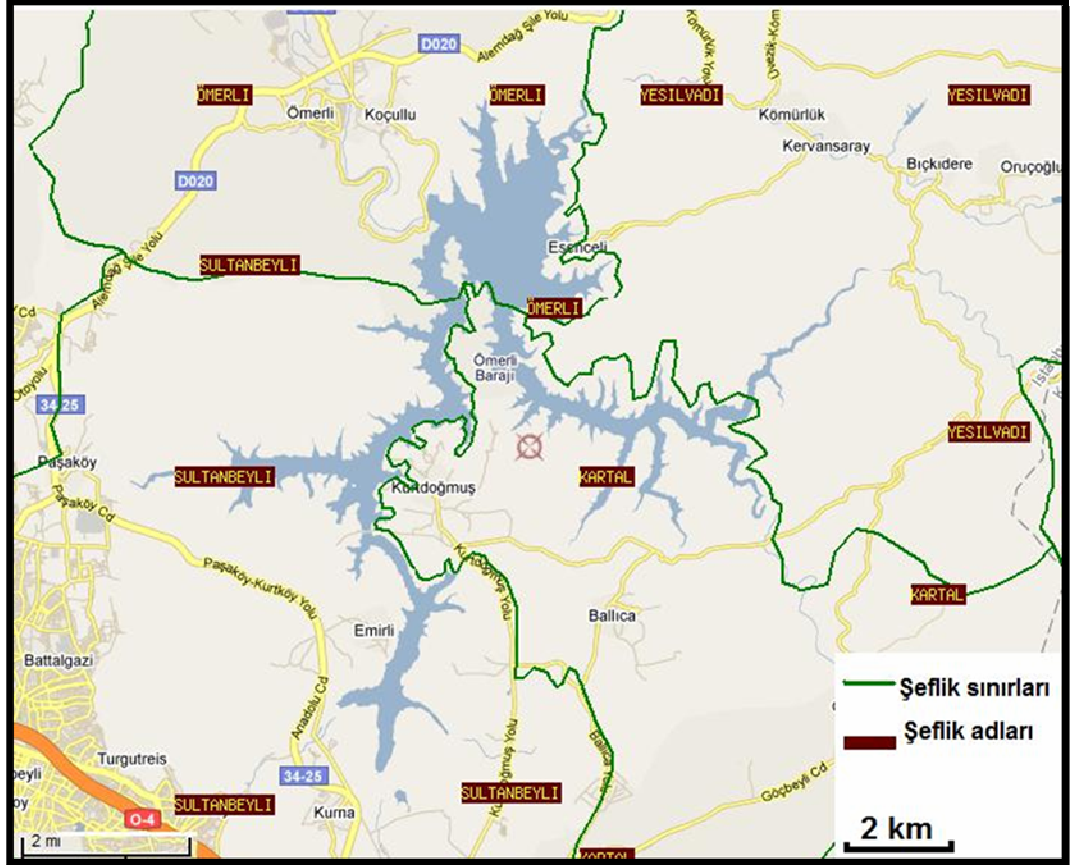 D020
Alemdağ Şile Yolu
Kömürlük Yolu
ÖMERLI
ÖMERLI
YESILVADI
YESILVADI
Ömerli
Koçullu
Kömürlük
Kervansaray
Bıçkıdere
Oruçoğlu
D020
Esenceli
Alemdağ Şile Yolu
SULTANBEYLI
ÖMERLI
Cd
Ömerli
Barajı
Otoyolu
34-25
YESILVADI
Paşaköy
SULTANBEYLI
KARTAL
Kurtdoğmuş
Paşaköy Cd
Kurtdoğmuş Yolu
Paşaköy-Kurtköy Yolu
KARTAL
Emirli
Ballıca
Battalgazi
Anadolu Cd
Şeflik sınırları
Şeflik adları
Turgutreis
34-25
Göçbeyli Cd
SULTANBEYLI
SULTANBEYLI
Kurna
O-4
2 mi
2 km
KARTAL